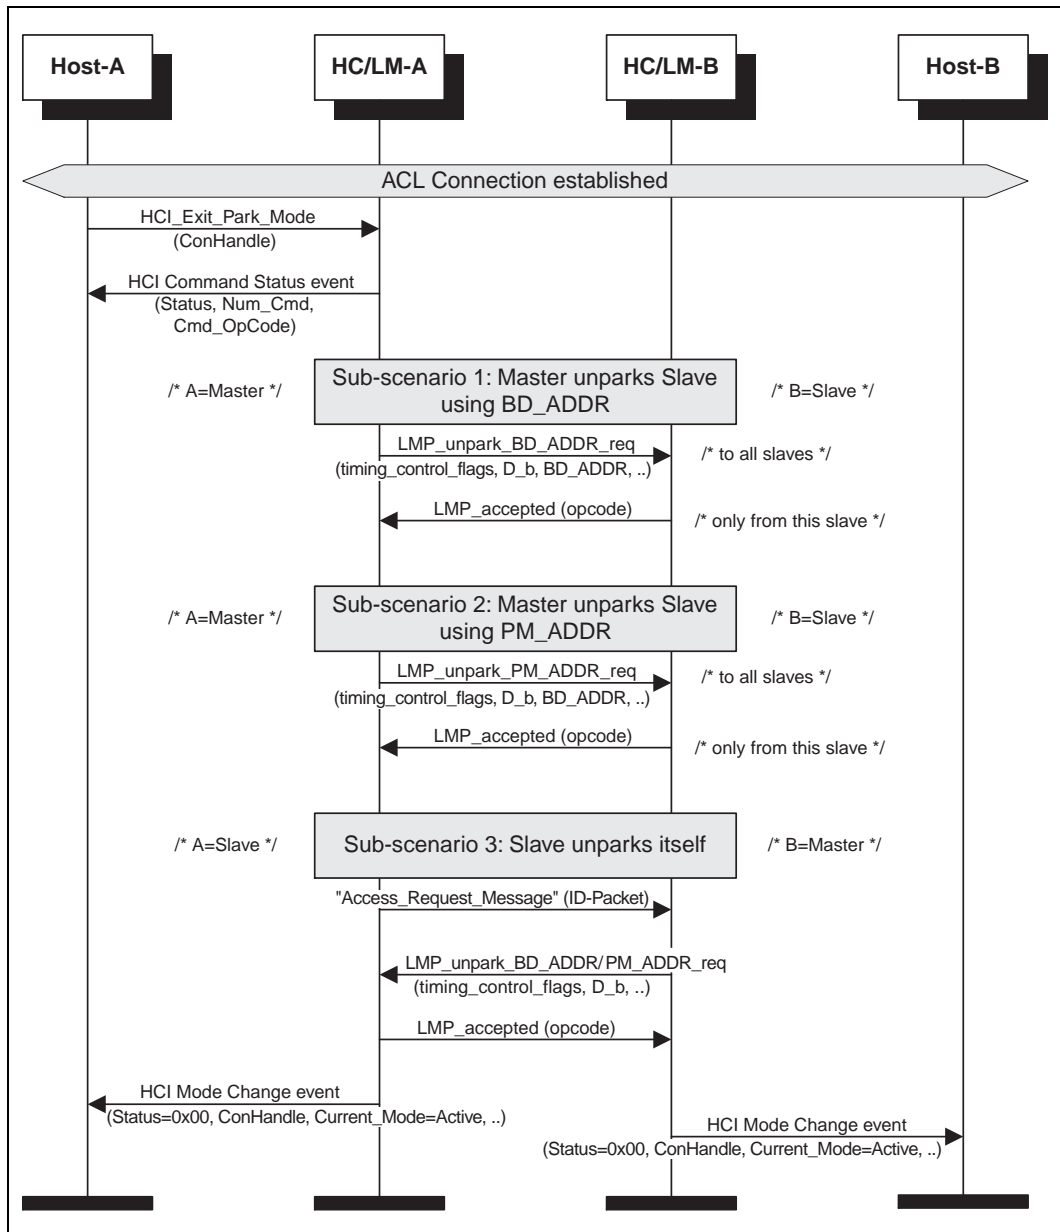 Host-A
HC/LM-A
HC/LM-B
Host-B
ACL Connection established
HCI_Exit_Park_Mode
(ConHandle)
HCI Command Status event
(Status, Num_Cmd,
Cmd_OpCode)
/* A=Master */
Sub-scenario 1: Master unparks Slave
using BD_ADDR
/* B=Slave */
LMP_unpark_BD_ADDR_req
(timing_control_flags, D_b, BD_ADDR, ..)
/* to all slaves */
LMP_accepted (opcode)
/* only from this slave */
/* A=Master */
Sub-scenario 2: Master unparks Slave
using PM_ADDR
/* B=Slave */
LMP_unpark_PM_ADDR_req
(timing_control_flags, D_b, BD_ADDR, ..)
/* to all slaves */
LMP_accepted (opcode)
/* only from this slave */
/* A=Slave */
Sub-scenario 3: Slave unparks itself
/* B=Master */
"Access_Request_Message" (ID-Packet)
LMP_unpark_BD_ADDR/PM_ADDR_req
(timing_control_flags, D_b, ..)
LMP_accepted (opcode)
HCI Mode Change event
(Status=0x00, ConHandle, Current_Mode=Active, ..)
HCI Mode Change event
(Status=0x00, ConHandle, Current_Mode=Active, ..)